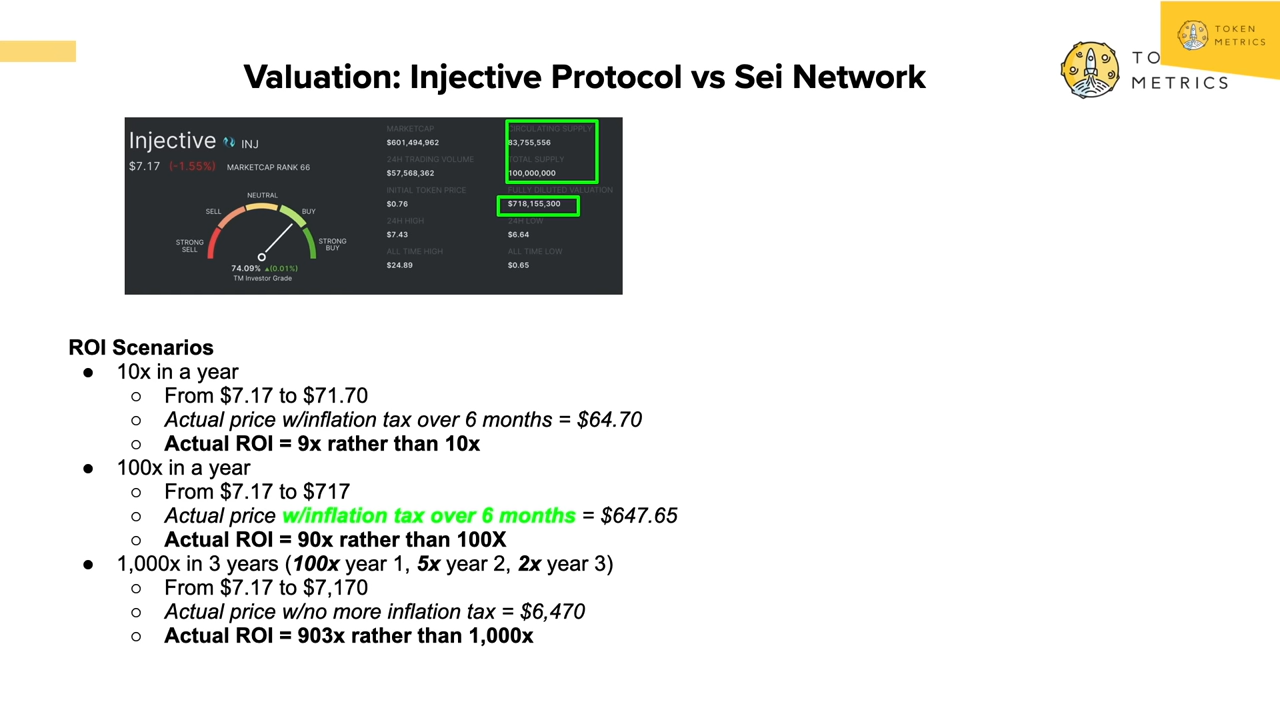 TOKEN
METRICS
TO
METRICS
Valuation: Injective Protocol vs Sei Network
Injective INJ
$7.17 (-1.55%) MARKETCAP RANK 66
NEUTRAL
SELL
BUY
STRONG
SELL
STRONG
BUY
74.09% ▲(0.01%)
TM Investor Grade
MARKETCAP
$601,494,962
24H TRADING VOLUME
$57,568,362
INITIAL TOKEN PRICE
$0.76
24H HIGH
$7.43
ALL TIME HIGH
$24.89
CIRCULATING SUPPLY
83,755,556
TOTAL SUPPLY
100,000,000
FULLY DILUTED VALUATION
$718,155,300
24H LOW
$6.64
ALL TIME LOW
$0.65
ROI Scenarios
● 10x in a year
○ From $7.17 to $71.70
○ Actual price w/inflation tax over 6 months = $64.70
○ Actual ROI = 9x rather than 10x
● 100x in a year
○ From $7.17 to $717
○ Actual price w/inflation tax over 6 months = $647.65
○ Actual ROI = 90x rather than 100X
● 1,000x in 3 years (100x year 1, 5x year 2, 2x year 3)
○ From $7.17 to $7,170
○ Actual price w/no more inflation tax = $6,470
○ Actual ROI = 903x rather than 1,000x